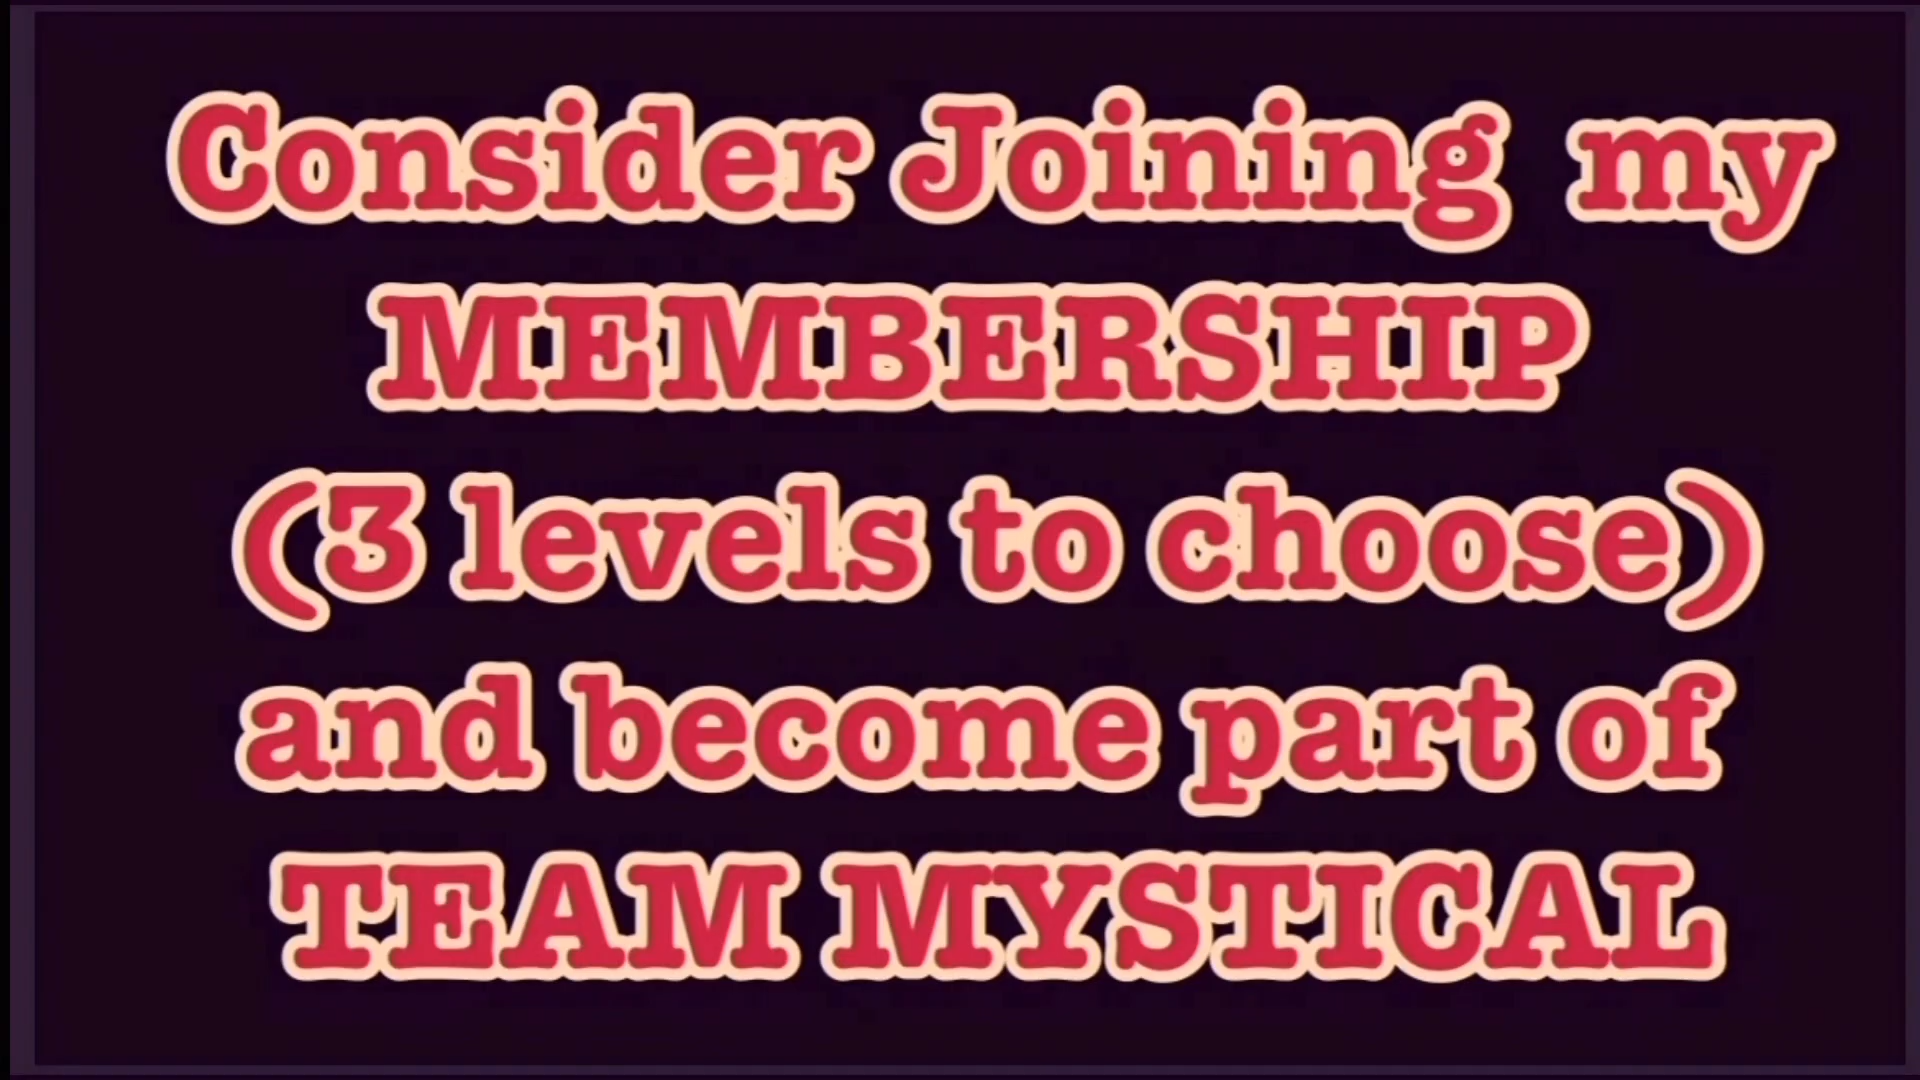 Consider Joining my
MEMBERSHIP
(3 levels to choose)
and become part of
TEAM MYSTICAL